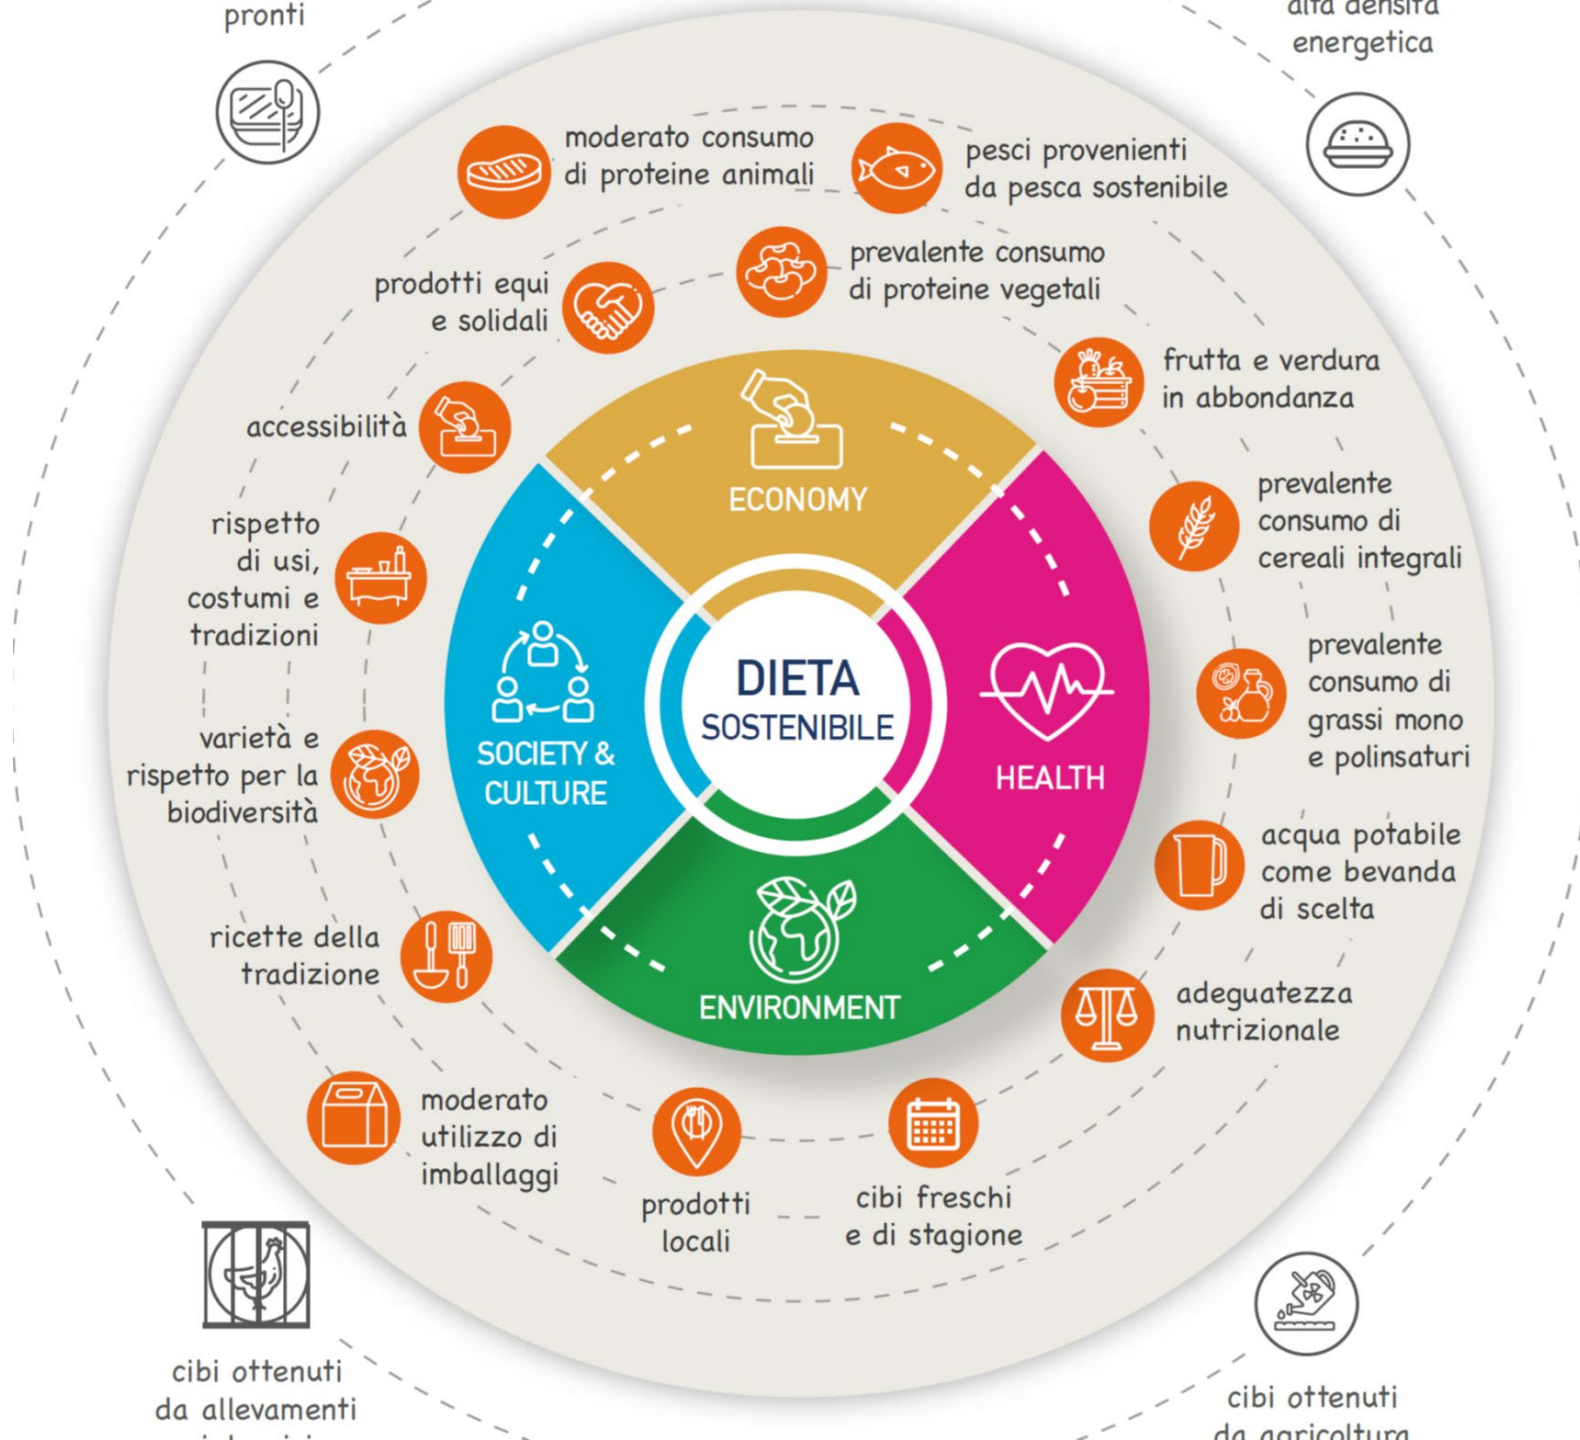 pronti
alta densità
energetica
moderato consumo
di proteine animali
pesci provenienti
da pesca sostenibile
prodotti equi
e solidali
prevalente consumo
di proteine vegetali
accessibilità
frutta e verdura
in abbondanza
rispetto
di usi,
costumi e
tradizioni
prevalente
consumo di
cereali integrali
varietà e
rispetto per la
biodiversità
prevalente
consumo di
grassi mono
e polinsaturi
ricette della
tradizione
acqua potabile
come bevanda
di scelta
moderato
utilizzo di
imballaggi
adeguatezza
nutrizionale
prodotti
locali
cibi freschi
e di stagione
ECONOMY
SOCIETY &
CULTURE
DIETA
SOSTENIBILE
HEALTH
ENVIRONMENT
cibi ottenuti
da allevamenti
cibi ottenuti
da agricoltura